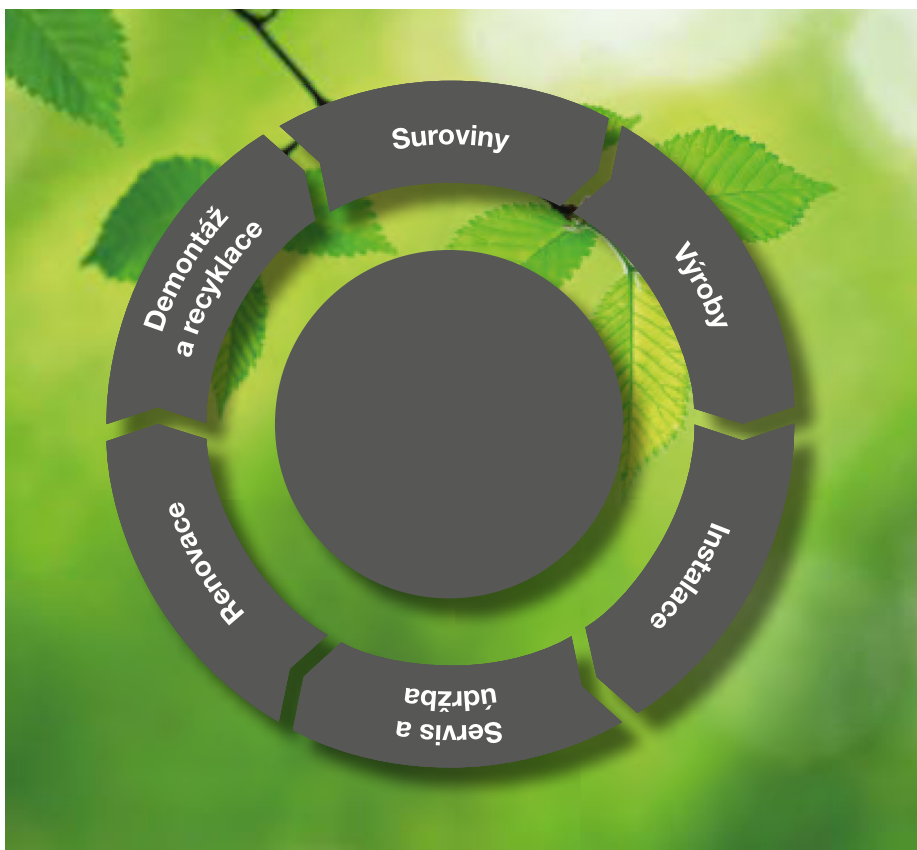 Suroviny
Výroby
Instalace
Servis a
údržba
Renovace
Demontáž
a recyklace